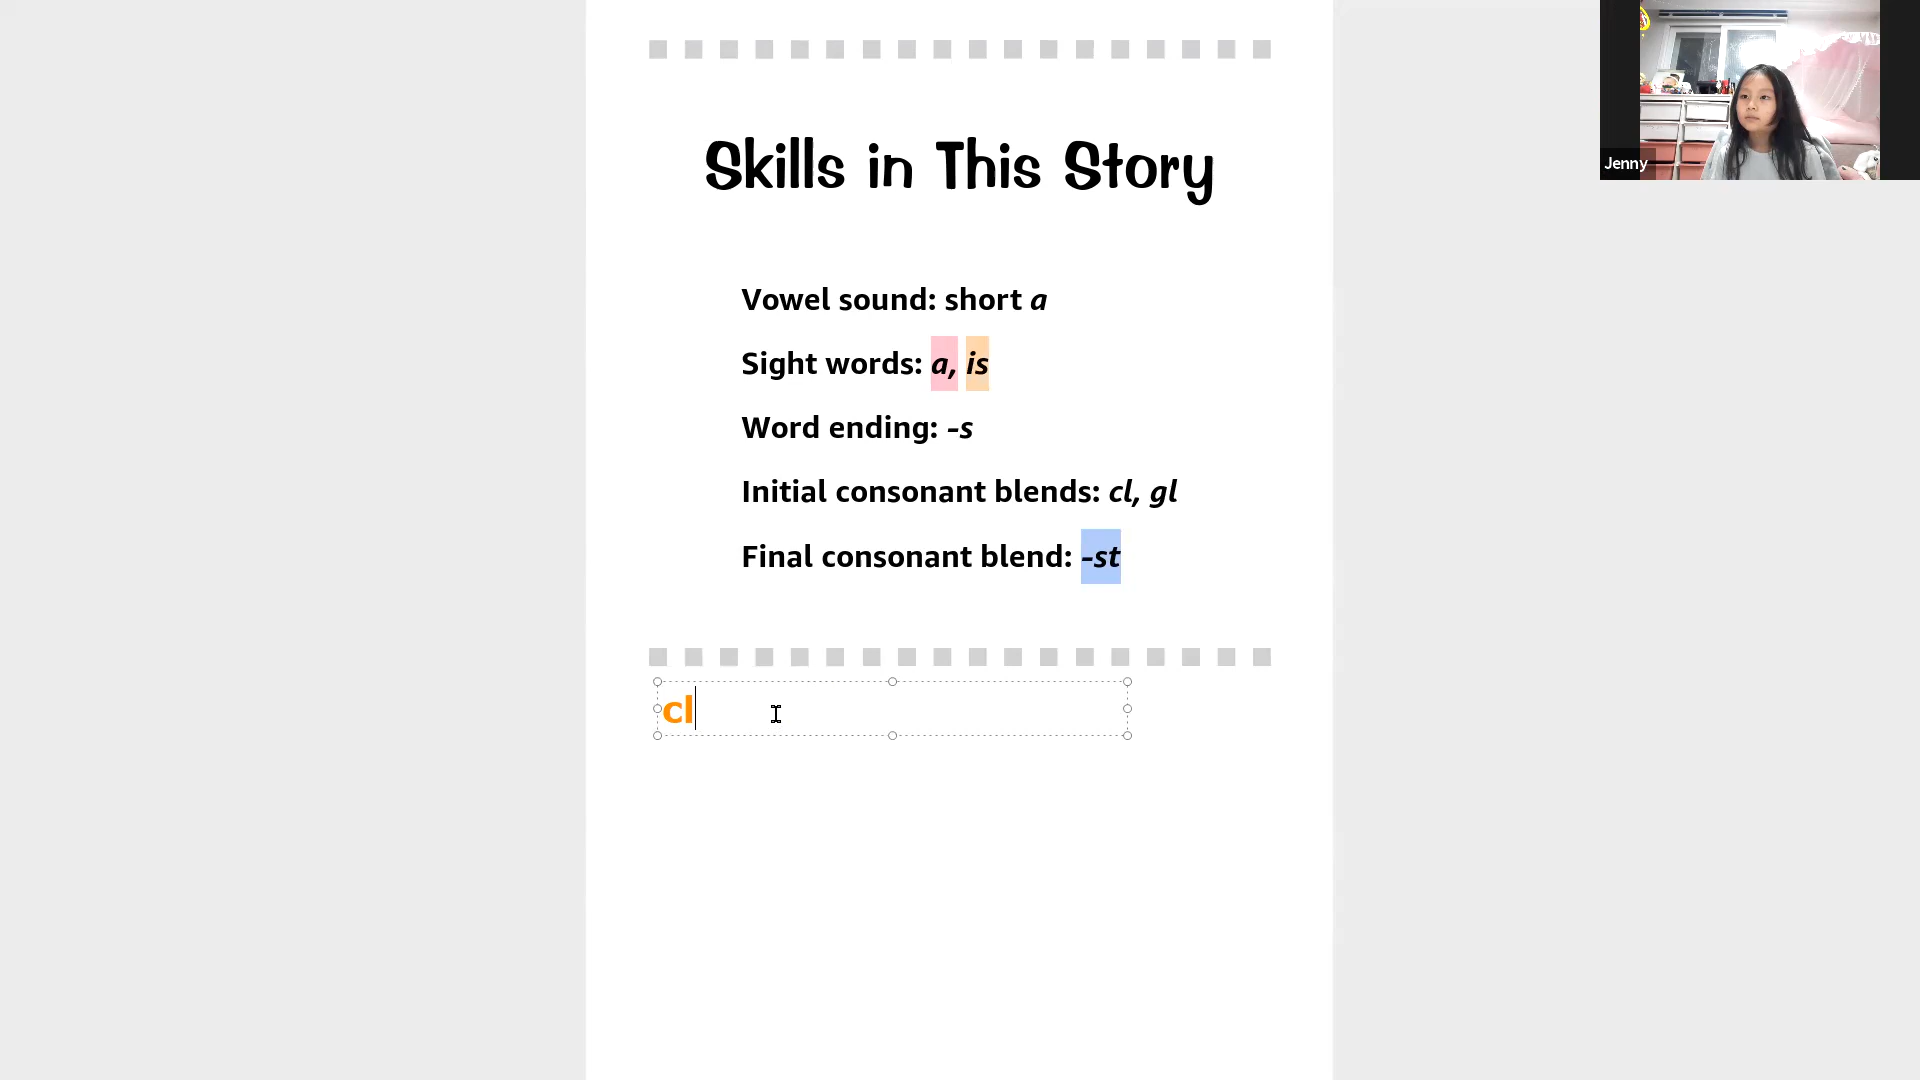 Skills in This Story
Vowel sound: short a
Sight words: a, is
Word ending: -s
Initial consonant blends: cl, gl
Final consonant blend: -st
cl
Jenny